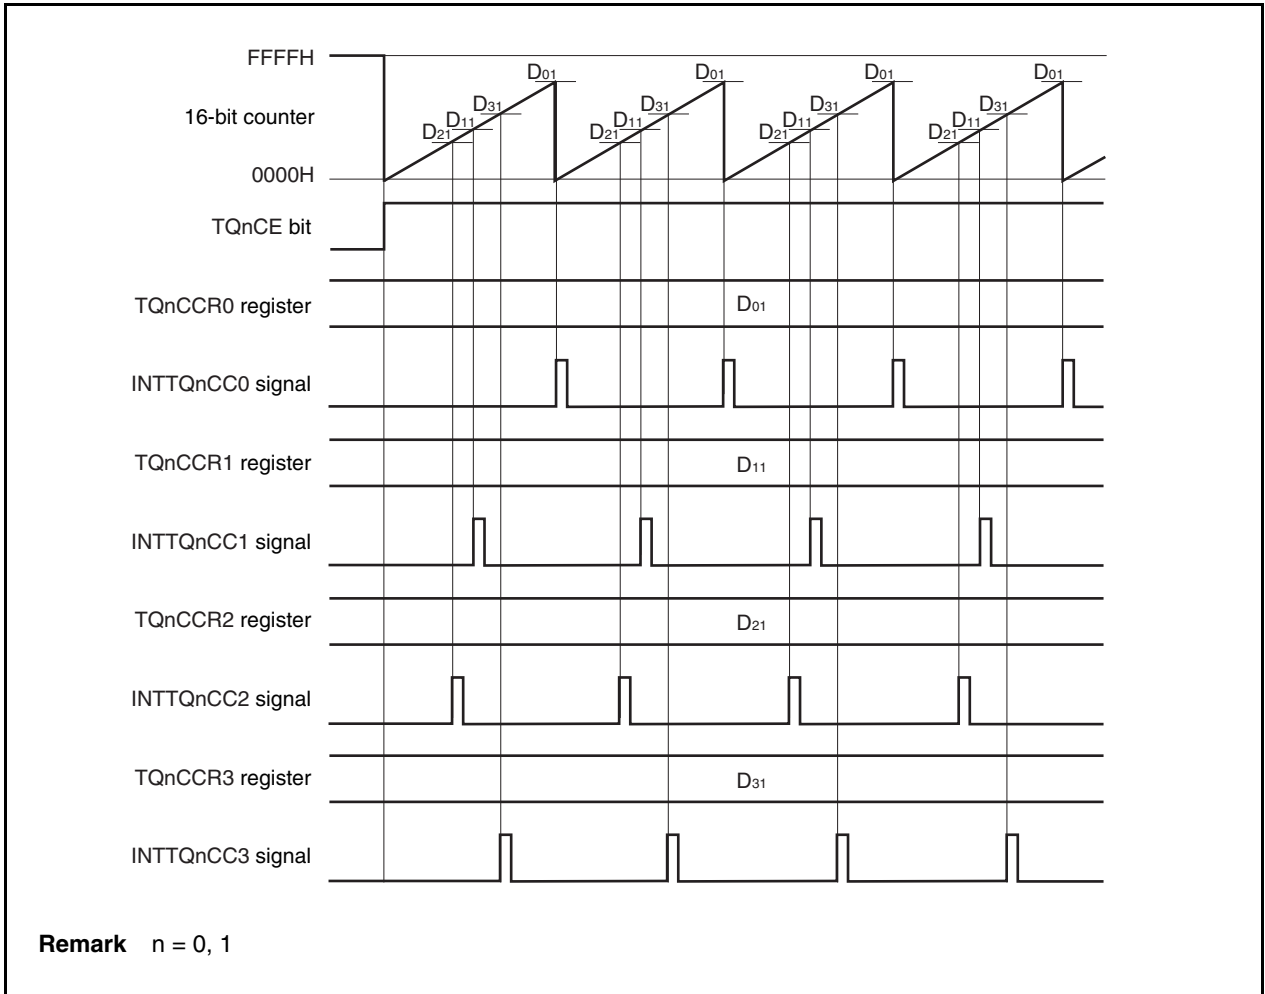 FFFFH
D01 D01 D01 D01
D31 D31 D31 D31
16-bit counter
D11 D11 D11 D11
D21 D21 D21 D21
0000H
TQnCE bit
TQnCCR0 register
D01
INTTQnCC0 signal
TQnCCR1 register
D11
INTTQnCC1 signal
TQnCCR2 register
D21
INTTQnCC2 signal
TQnCCR3 register
D31
INTTQnCC3 signal
Remark n = 0, 1